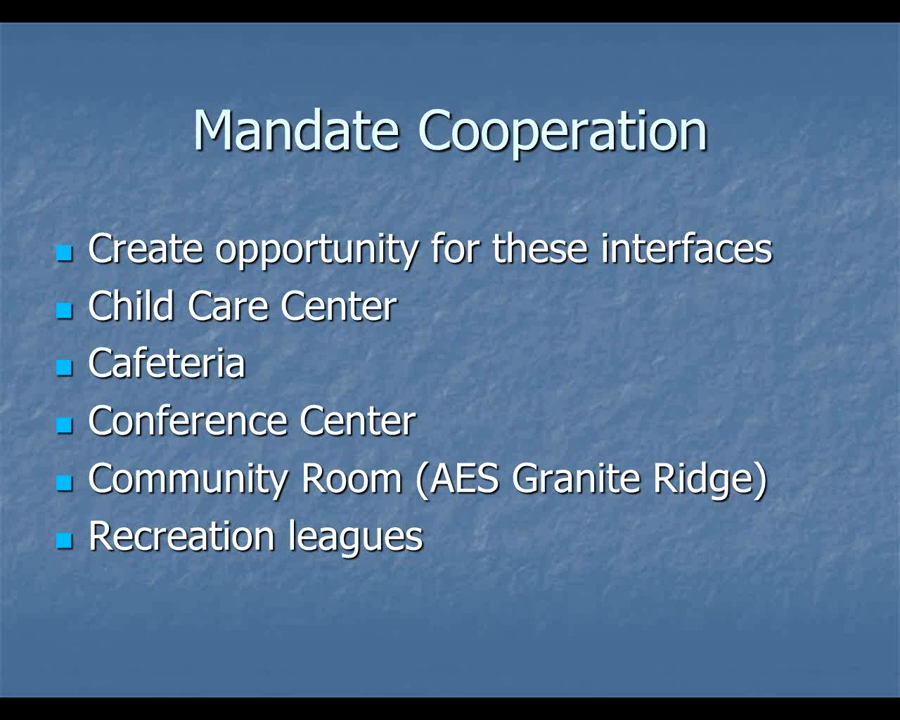 Mandate Cooperation
Create opportunity for these interfaces
Child Care Center
Cafeteria
Conference Center
Community Room (AES Granite Ridge)
Recreation leagues